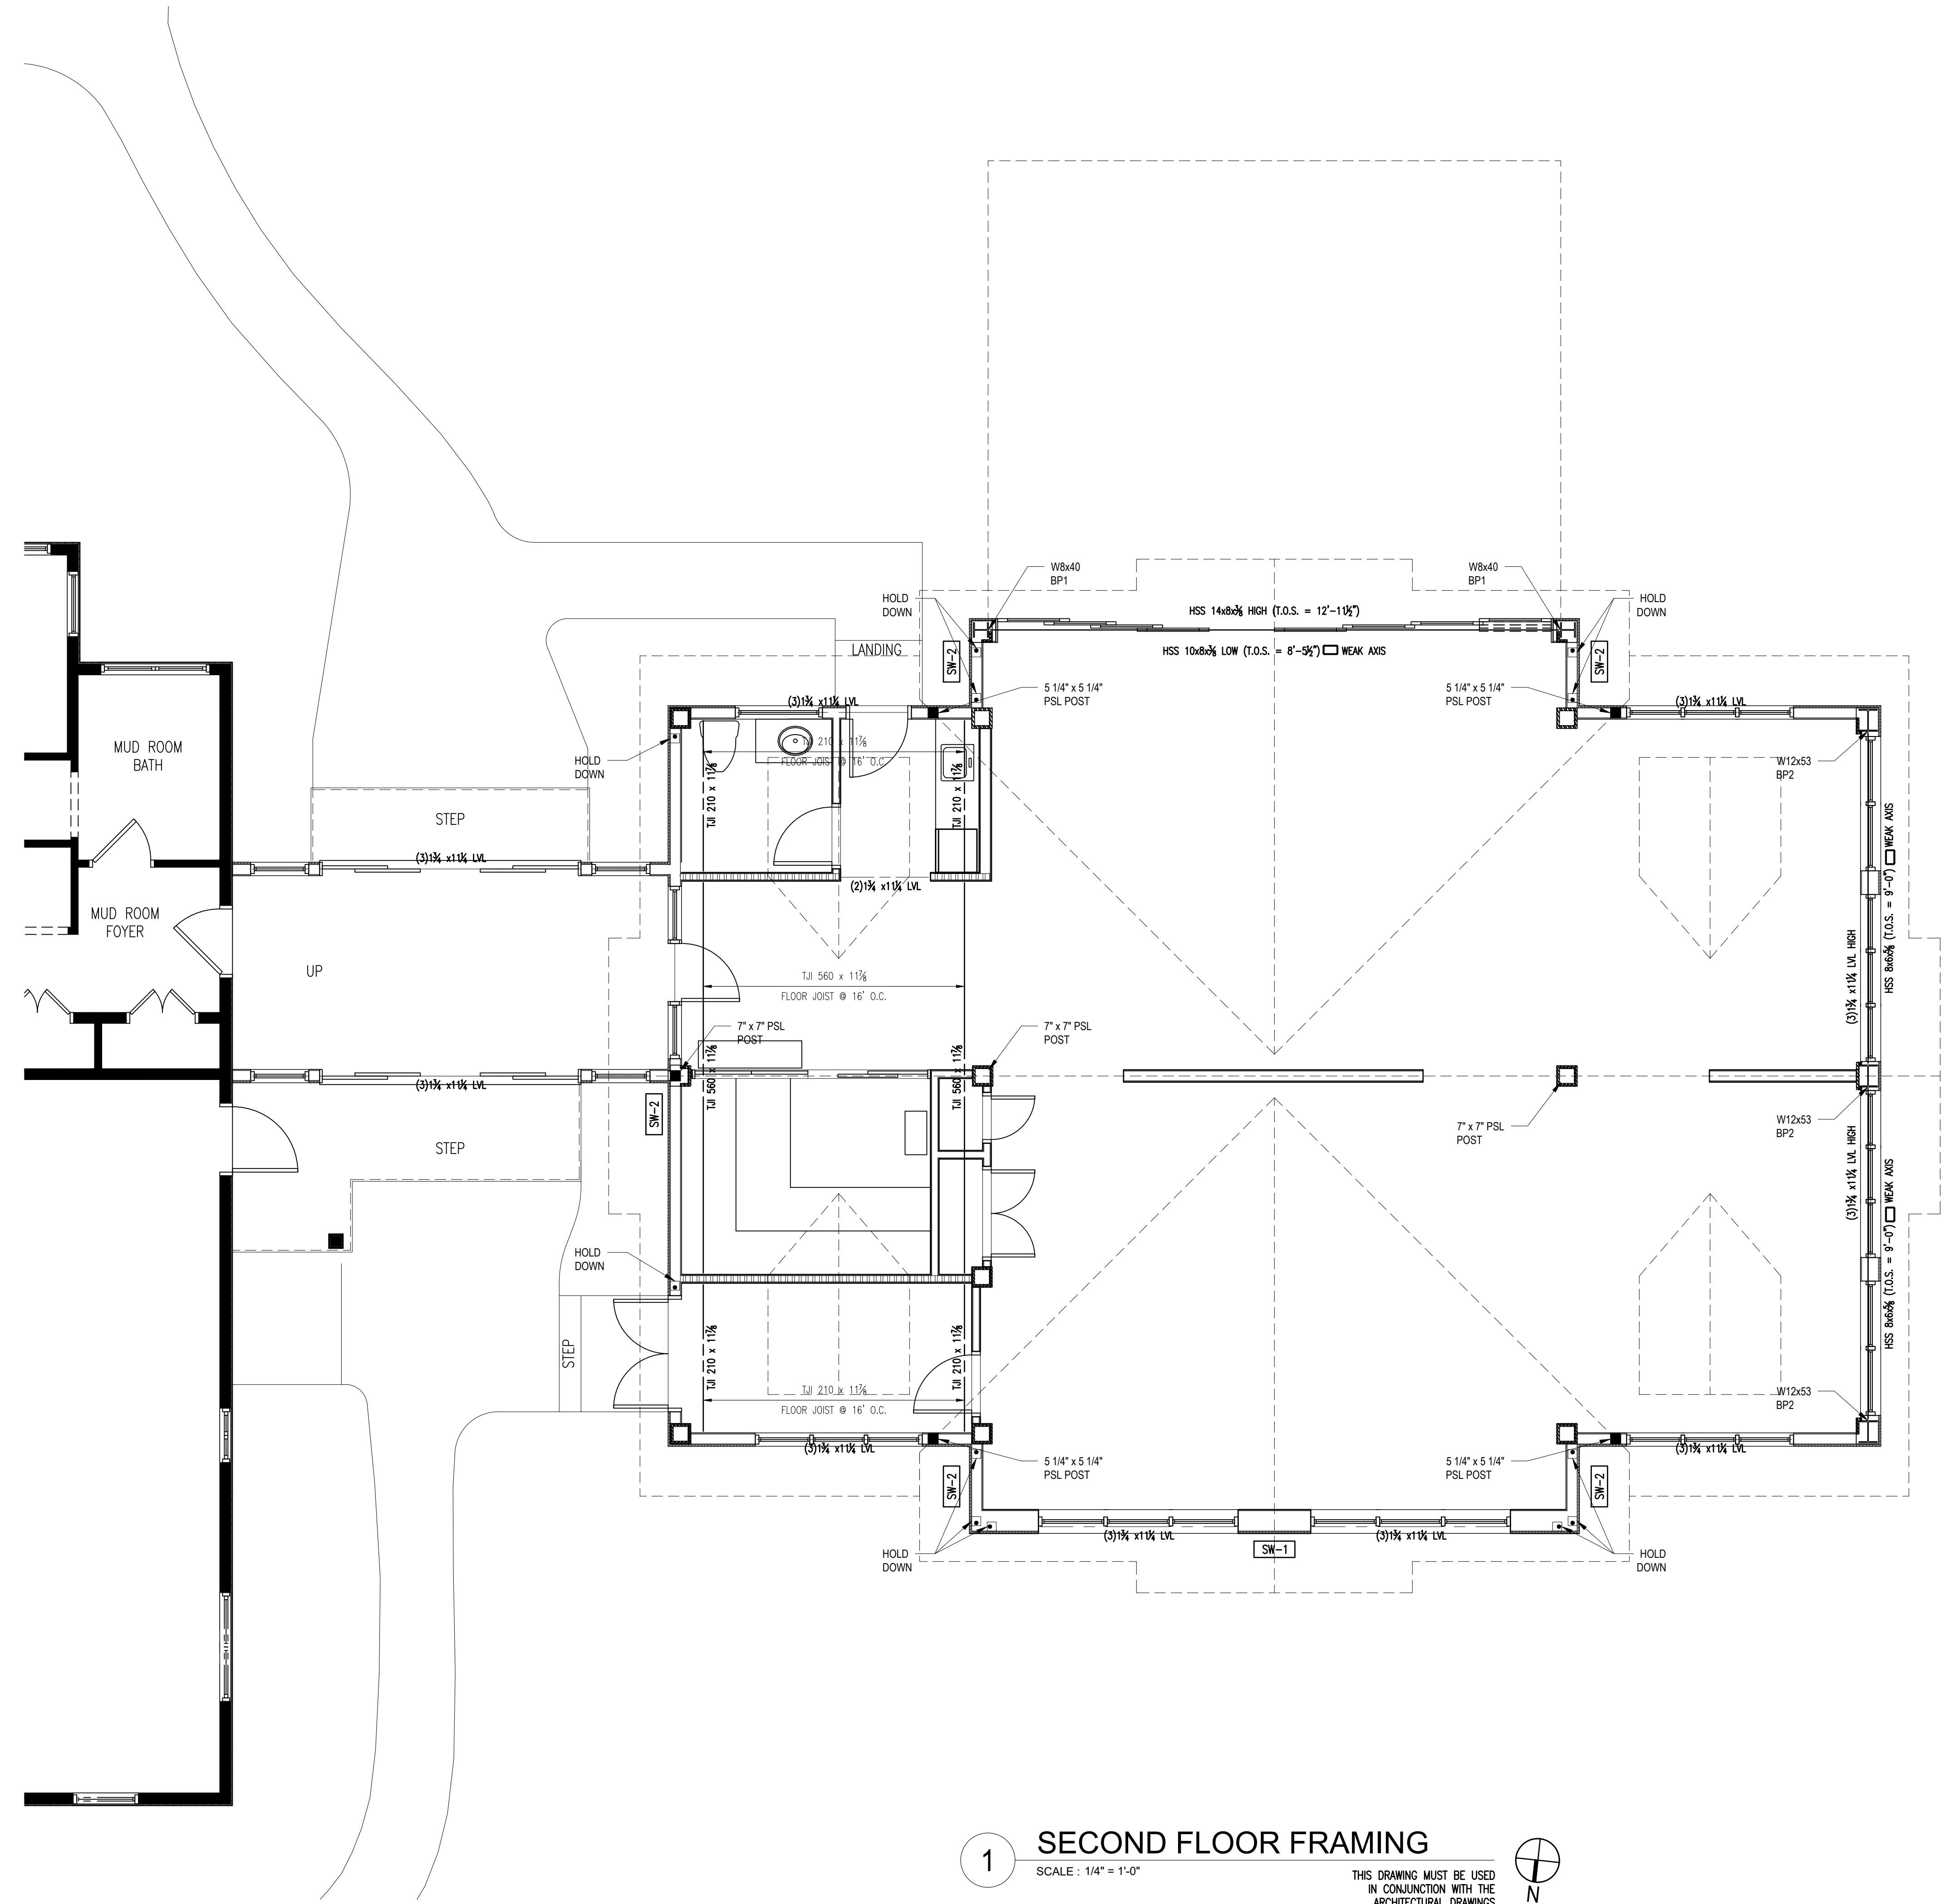 W8x40
BP1
W8x40
BP1
HOLD
DOWN
HOLD
DOWN
HSS 14x8x⅜ HIGH (T.O.S. = 12'-11½")
HSS 10x8x⅜ LOW (T.O.S. = 8'-5½") WEAK AXIS
LANDING
SW-2
SW-2
5 1/4" x 5 1/4"
PSL POST
5 1/4" x 5 1/4"
PSL POST
(3)1¾ x11¼ LVL
(3)1¾ x11¼ LVL
MUD ROOM
BATH
HOLD
DOWN
TJI 210 x 11⅞
FLOOR JOIST @ 16' O.C.
TJI 210 x 11⅞
TJI 210 x 11⅞
W12x53
BP2
STEP
HSS 8x6x⅝ (T.O.S. = 9'-0") WEAK AXIS
(3)1¾ x11¼ LVL
(2)1¾ x11¼ LVL
MUD ROOM
FOYER
UP
(3)1¾ x11¼ LVL HIGH
TJI 560 x 11⅞
FLOOR JOIST @ 16' O.C.
7" x 7" PSL
POST
7" x 7" PSL
POST
TJI 560 x 11⅞
TJI 560 x 11⅞
(3)1¾ x11¼ LVL
SW-2
7" x 7" PSL
POST
W12x53
BP2
STEP
(3)1¾ x11¼ LVL HIGH
HSS 8x6x⅝ (T.O.S. = 9'-0") WEAK AXIS
HOLD
DOWN
STEP
TJI 210 x 11⅞
TJI 210 x 11⅞
TJI 210 x 11⅞
FLOOR JOIST @ 16' O.C.
W12x53
BP2
(3)1¾ x11¼ LVL
(3)1¾ x11¼ LVL
5 1/4" x 5 1/4"
PSL POST
5 1/4" x 5 1/4"
PSL POST
SW-2
SW-2
(3)1¾ x11¼ LVL
(3)1¾ x11¼ LVL
SW-1
HOLD
DOWN
HOLD
DOWN
1
SECOND FLOOR FRAMING
SCALE : 1/4" = 1'-0"
THIS DRAWING MUST BE USED
IN CONJUNCTION WITH THE
ARCHITECTURAL DRAWINGS
N